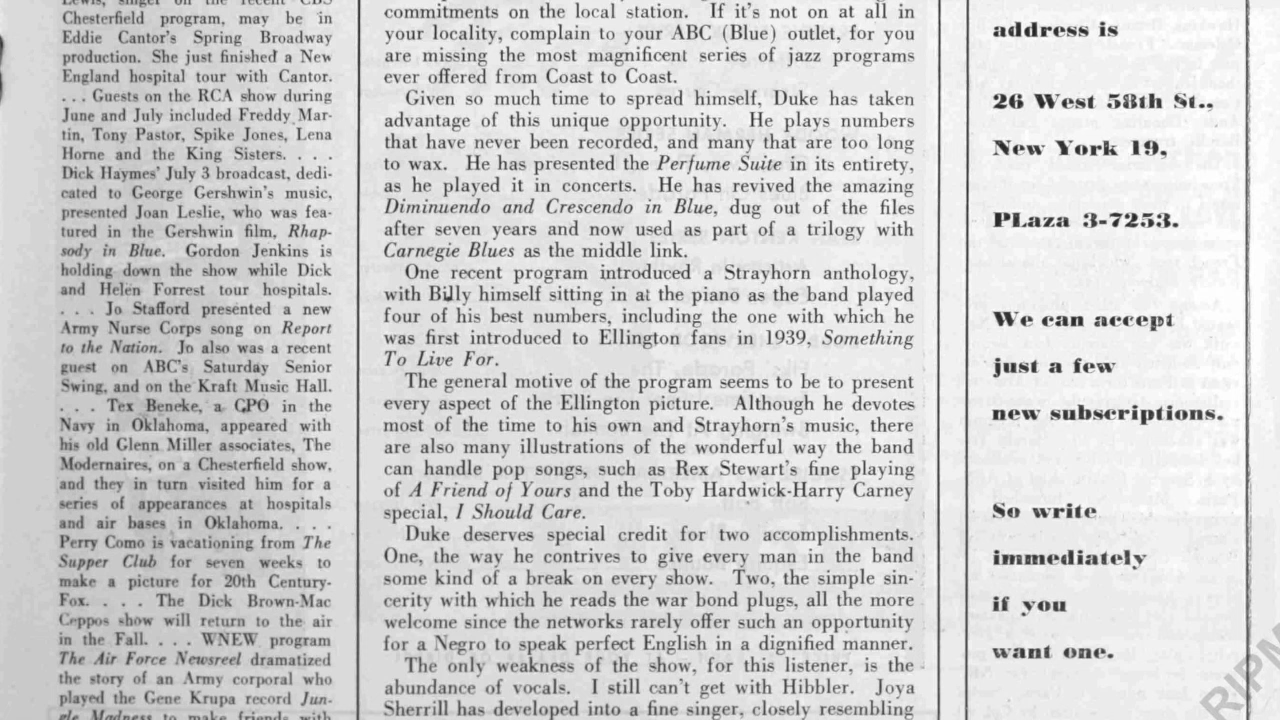 Lewis, singer on the recent CBS
Chesterfield program, may be in
Eddie Cantor's Spring Broadway
production. She just finished a New
England hospital tour with Cantor.
. . . Guests on the RCA show during
June and July included Freddy Mar-
tin, Tony Pastor, Spike Jones, Lena
Horne and the King Sisters. . . .
Dick Haymes' July 3 broadcast, dedi-
cated to George Gershwin's music,
presented Joan Leslie, who was fea-
tured in the Gershwin film, Rhap-
sody in Blue. Gordon Jenkins is
holding down the show while Dick
and Helen Forrest tour hospitals.
. . . Jo Stafford presented a new
Army Nurse Corps song on Report
to the Nation. Jo also was a recent
guest on ABC's Saturday Senior
Swing, and on the Kraft Music Hall.
. . . Tex Beneke, a CPO in the
Navy in Oklahoma, appeared with
his old Glenn Miller associates, The
Modernaires, on a Chesterfield show,
and they in turn visited him for a
series of appearances at hospitals
and air bases in Oklahoma. . . .
Perry Como is vacationing from The
Supper Club for seven weeks to
make a picture for 20th Century-
Fox. . . . The Dick Brown-Mac
Ceppos show will return to the air
in the Fall. . . . WNEW program
The Air Force Newsreel dramatized
the story of an Army corporal who
played the Gene Krupa record Jun-
gle Madness to make friends with
commitments on the local station. If it's not on at all in
your locality, complain to your ABC (Blue) outlet, for you
are missing the most magnificent series of jazz programs
ever offered from Coast to Coast.
Given so much time to spread himself, Duke has taken
advantage of this unique opportunity. He plays numbers
that have never been recorded, and many that are too long
to wax. He has presented the Perfume Suite in its entirety,
as he played it in concerts. He has revived the amazing
Diminuendo and Crescendo in Blue, dug out of the files
after seven years and now used as part of a trilogy with
Carnegie Blues as the middle link.
One recent program introduced a Strayhorn anthology,
with Billy himself sitting in at the piano as the band played
four of his best numbers, including the one with which he
was first introduced to Ellington fans in 1939, Something
To Live For.
The general motive of the program seems to be to present
every aspect of the Ellington picture. Although he devotes
most of the time to his own and Strayhorn's music, there
are also many illustrations of the wonderful way the band
can handle pop songs, such as Rex Stewart's fine playing
of A Friend of Yours and the Toby Hardwick-Harry Carney
special, I Should Care.
Duke deserves special credit for two accomplishments.
One, the way he contrives to give every man in the band
some kind of a break on every show. Two, the simple sin-
cerity with which he reads the war bond plugs, all the more
welcome since the networks rarely offer such an opportunity
for a Negro to speak perfect English in a dignified manner.
The only weakness of the show, for this listener, is the
abundance of vocals. I still can't get with Hibbler. Joya
Sherrill has developed into a fine singer, closely resembling
address is
26 West 58th St.,
New York 19,
PLaza 3-7253.
We can accept
just a few
new subscriptions.
So write
immediately
if you
want one.
RIPM